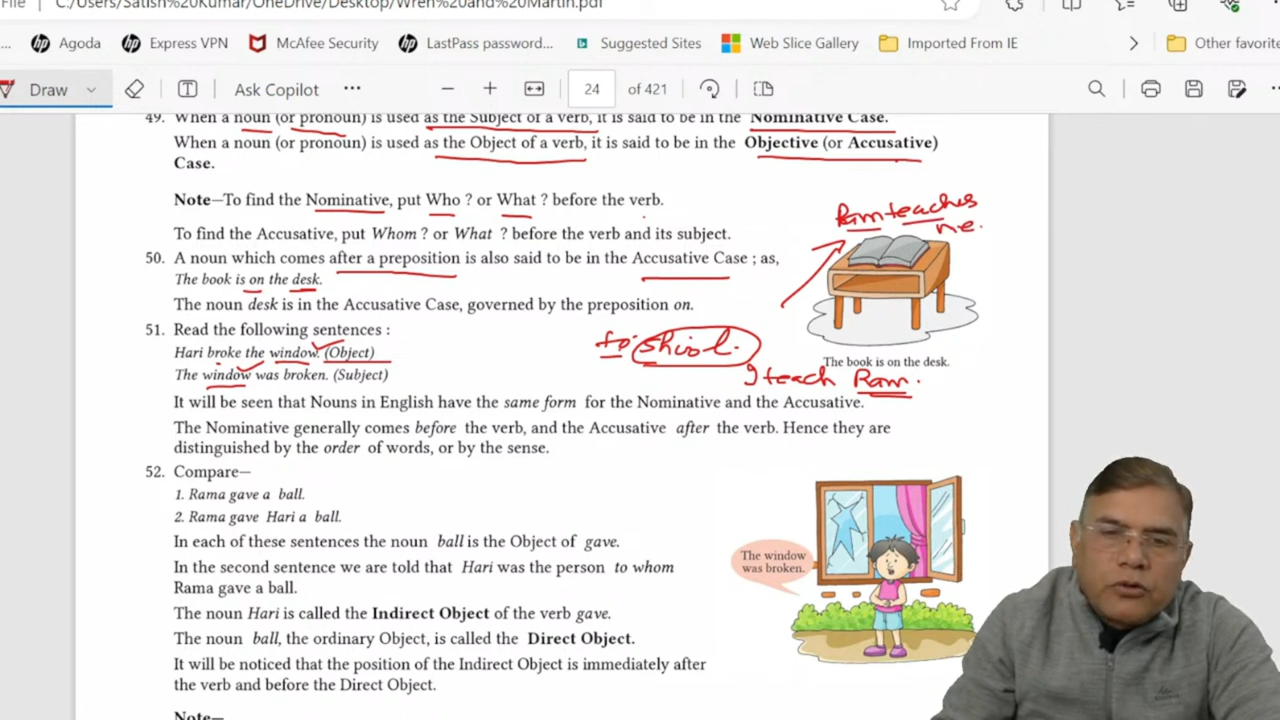 File C:/Users/Satish%20Kumar/OneDrive/Desktop/Wren%20and%20Martin.pdf
... Agoda Express VPN McAfee Security LastPass password... Suggested Sites Web Slice Gallery Imported From IE Other favorite
Draw Ask Copilot ... 24 of 421
49. When a noun (or pronoun) is used as the Subject of a verb, it is said to be in the Nominative Case.
When a noun (or pronoun) is used as the Object of a verb, it is said to be in the Objective (or Accusative)
Case.
Note—To find the Nominative, put Who ? or What ? before the verb.
Ram teaches
me.
To find the Accusative, put Whom ? or What ? before the verb and its subject.
50. A noun which comes after a preposition is also said to be in the Accusative Case ; as,
The book is on the desk.
The noun desk is in the Accusative Case, governed by the preposition on.
51. Read the following sentences :
to
Hari broke the window. (Object)
The book is on the desk.
The window was broken. (Subject)
I teach Ram.
It will be seen that Nouns in English have the same form for the Nominative and the Accusative.
The Nominative generally comes before the verb, and the Accusative after the verb. Hence they are
distinguished by the order of words, or by the sense.
52. Compare—
1. Rama gave a ball.
2. Rama gave Hari a ball.
In each of these sentences the noun ball is the Object of gave.
In the second sentence we are told that Hari was the person to whom
Rama gave a ball.
The window
was broken.
The noun Hari is called the Indirect Object of the verb gave.
The noun ball, the ordinary Object, is called the Direct Object.
It will be noticed that the position of the Indirect Object is immediately after
the verb and before the Direct Object.
Note—